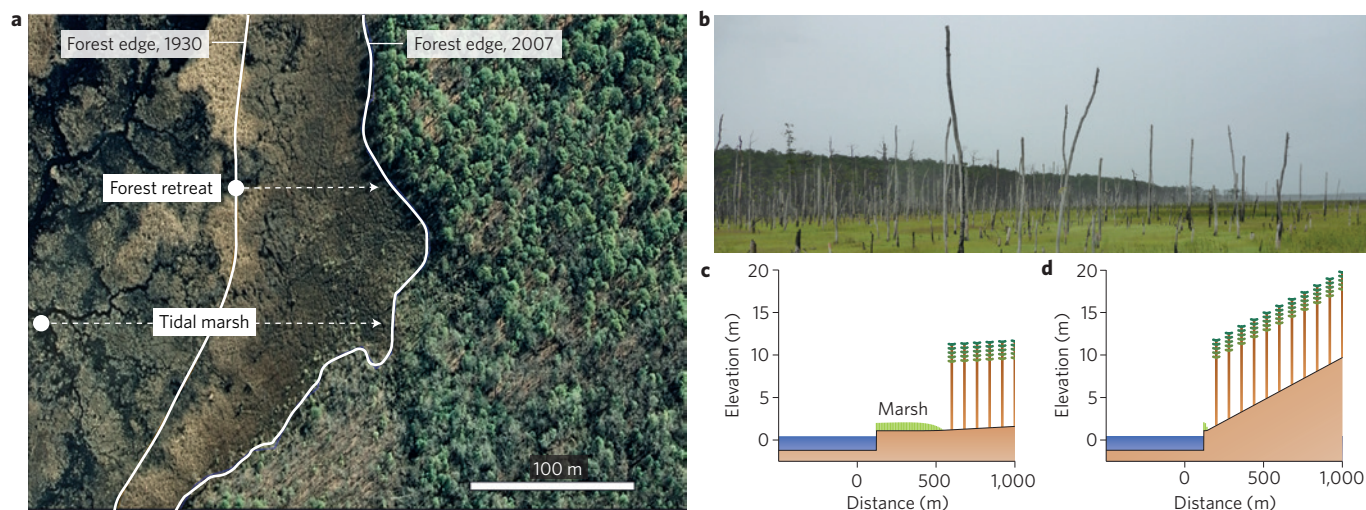 a
Forest edge, 1930
Forest edge, 2007
Forest retreat
Tidal marsh
100 m
b
c
20
15
10
5
0
Elevation (m)
Marsh
0
500
1,000
Distance (m)
d
20
15
10
5
0
Elevation (m)
0
500
1,000
Distance (m)